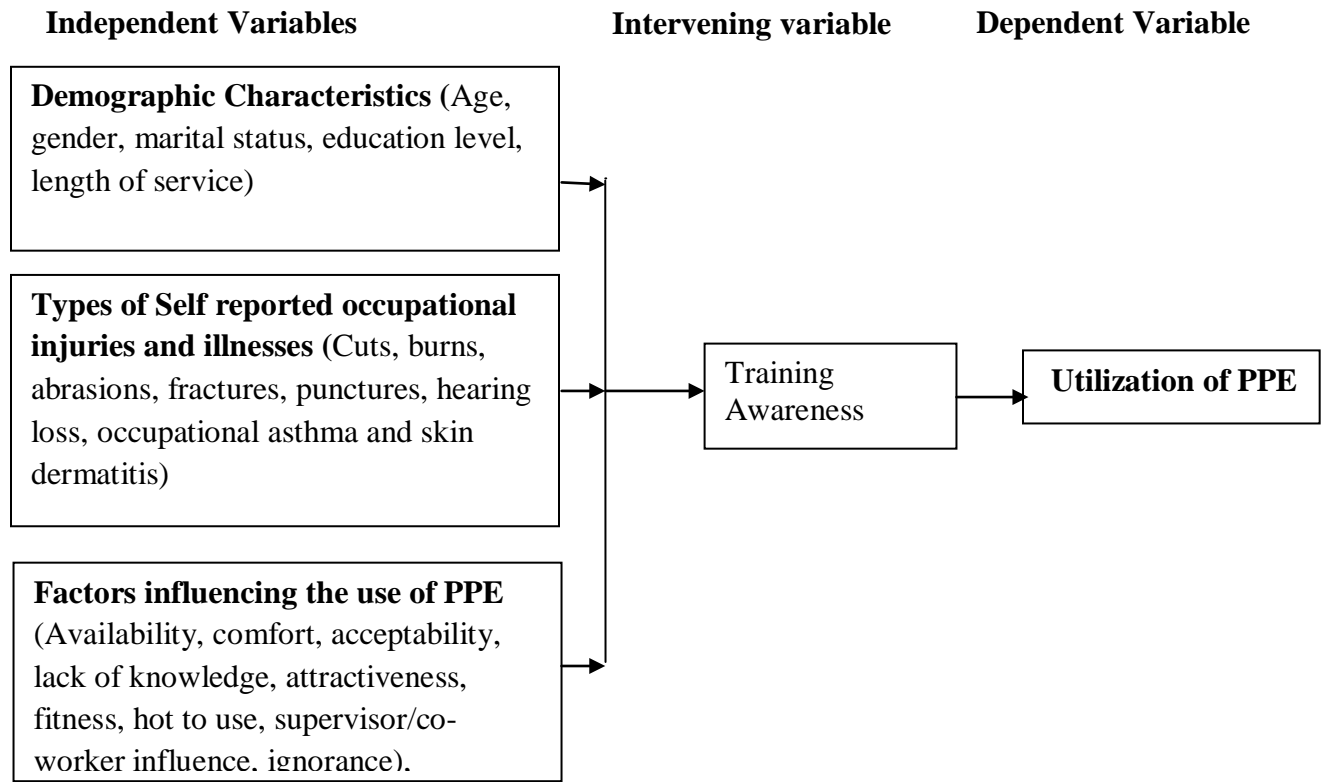 Independent Variables
Intervening variable
Dependent Variable
Demographic Characteristics (Age,
gender, marital status, education level,
length of service)
Types of Self reported occupational
injuries and illnesses (Cuts, burns,
abrasions, fractures, punctures, hearing
loss, occupational asthma and skin
dermatitis)
Factors influencing the use of PPE
(Availability, comfort, acceptability,
lack of knowledge, attractiveness,
fitness, hot to use, supervisor/co-
worker influence, ignorance),
Training
Awareness
Utilization of PPE